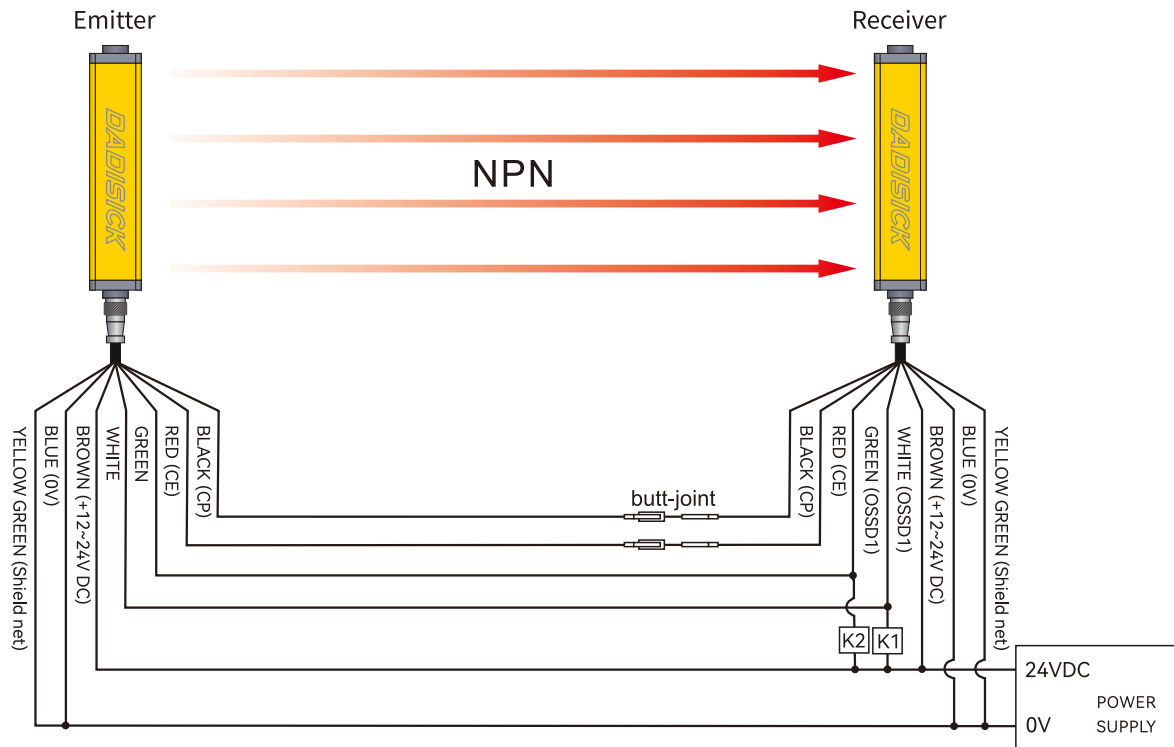 Emitter
Receiver
DADISICK
DADISICK
NPN
YELLOW GREEN (Shield net)
BLUE (0V)
BROWN (+12~24V DC)
WHITE
GREEN
RED (CE)
BLACK (CP)
butt-joint
BLACK (CP)
RED (CE)
GREEN (OSSD1)
WHITE (OSSD1)
BROWN (+12~24V DC)
BLUE (0V)
YELLOW GREEN (Shield net)
K2
K1
24VDC
POWER
SUPPLY
0V